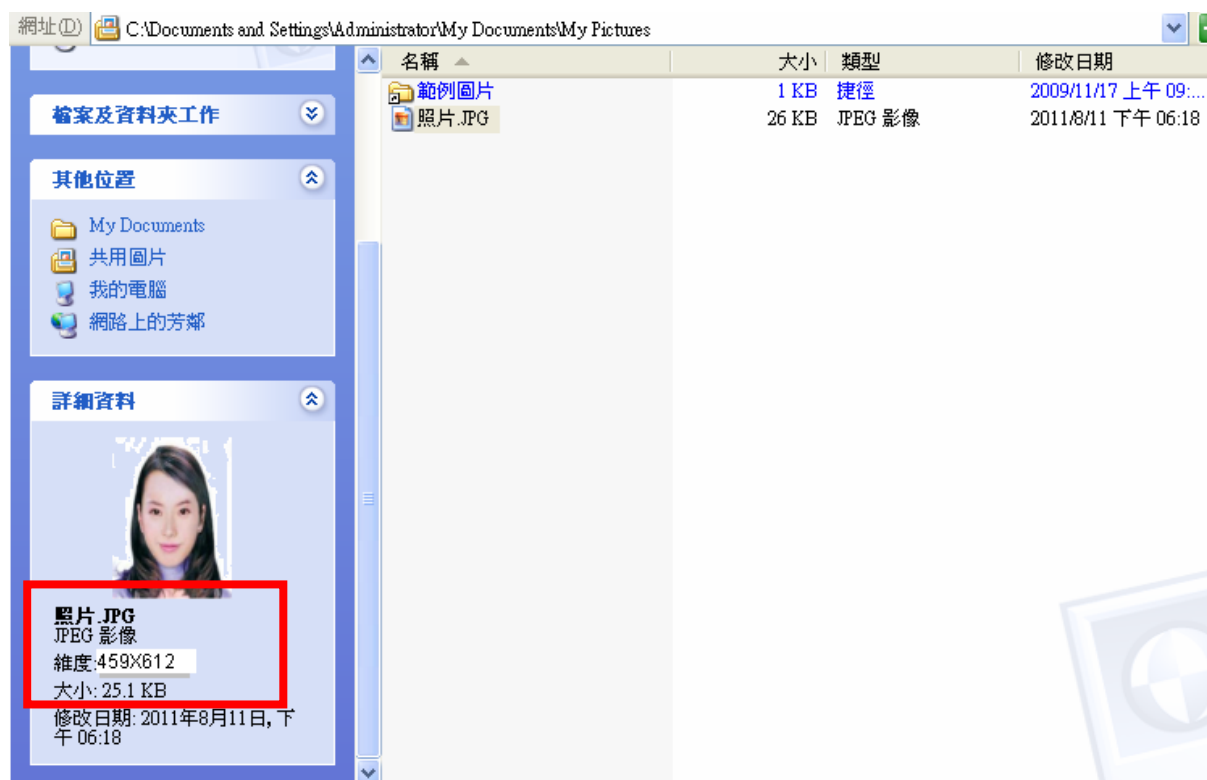 網址(D) C:\Documents and Settings\Administrator\My Documents\My Pictures
名稱 大小 類型 修改日期
範例圖片 1 KB 捷徑 2009/11/17 上午 09:...
照片.JPG 26 KB JPEG 影像 2011/8/11 下午 06:18
檔案及資料夾工作
其他位置
My Documents
共用圖片
我的電腦
網路上的芳鄰
詳細資料
照片.JPG
JPEG 影像
維度:459X612
大小: 25.1 KB
修改日期: 2011年8月11日, 下
午 06:18